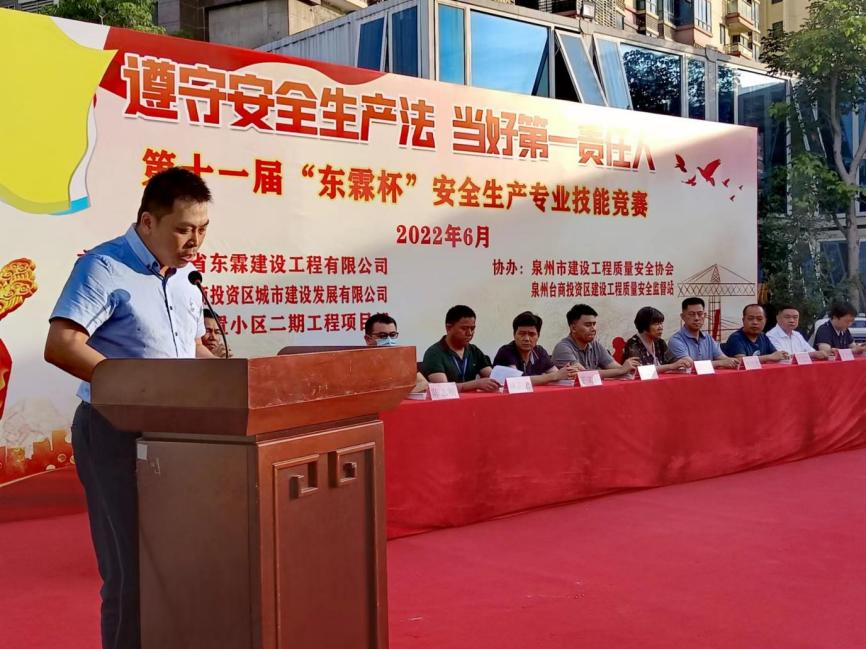 遵守安全生产法 当好第一责任人
第十一届“东霖杯”安全生产专业技能竞赛
2022年6月
省东霖建设工程有限公司
投资区城市建设发展有限公司
小区二期工程项目
协办：泉州市建设工程质量安全协会
泉州台商投资区建设工程质量安全监督站